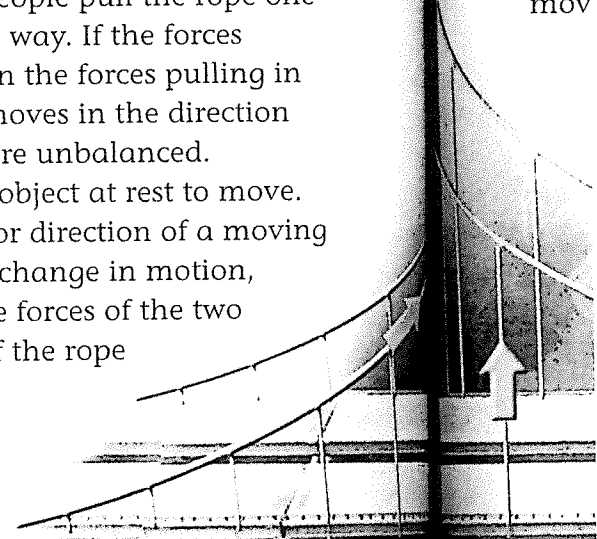 people pull the rope one
way. If the forces
n the forces pulling in
moves in the direction
re unbalanced.
object at rest to move.
or direction of a moving
change in motion,
e forces of the two
f the rope
mov